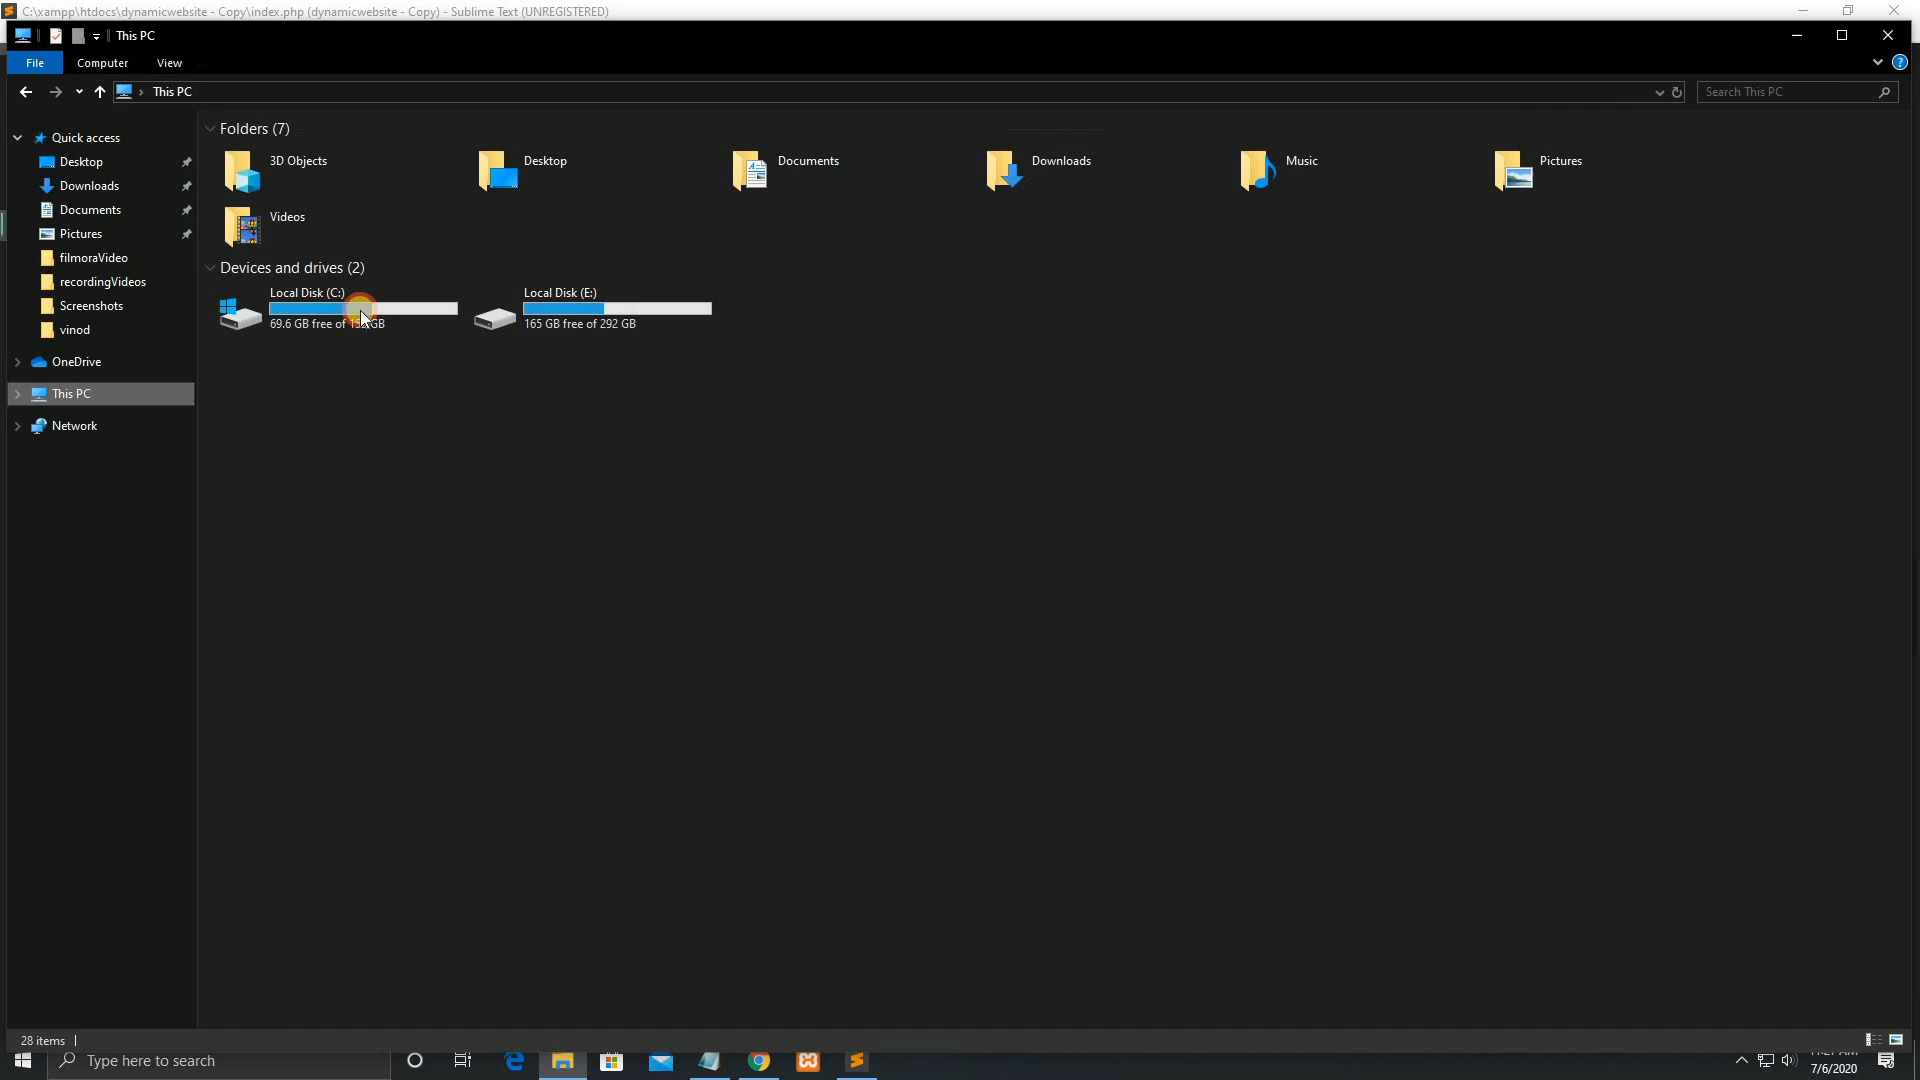 C:\xampp\htdocs\dynamicwebsite - Copy\index.php (dynamicwebsite - Copy) - Sublime Text (UNREGISTERED)
This PC
File Computer View
This PC
Search This PC
Quick access
Desktop
Downloads
Documents
Pictures
filmoraVideo
recordingVideos
Screenshots
vinod
OneDrive
This PC
Network
Folders (7)
3D Objects
Desktop
Documents
Downloads
Music
Pictures
Videos
Devices and drives (2)
Local Disk (C:)
69.6 GB free of GB
Local Disk (E:)
165 GB free of 292 GB
28 items
Type here to search
7/6/2020